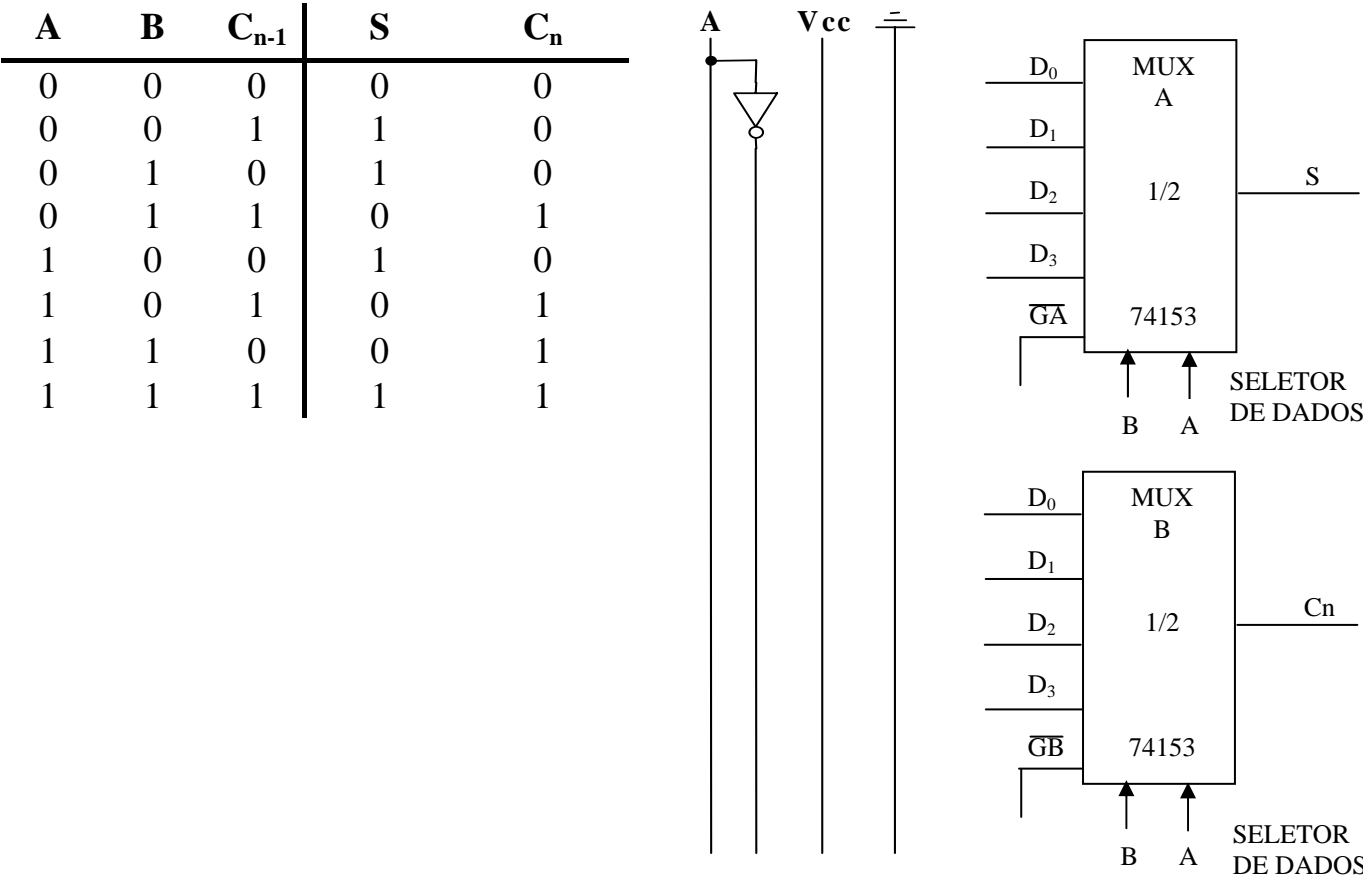 A B Cn-1 S Cn
0 0 0 0 0
0 0 1 1 0
0 1 0 1 0
0 1 1 0 1
1 0 0 1 0
1 0 1 0 1
1 1 0 0 1
1 1 1 1 1
A Vcc
D0 MUX
A
D1
D2 1/2 S
D3
G̅A̅ 74153
SELETOR
DE DADOS
B A
D0 MUX
B
D1
D2 1/2 Cn
D3
G̅B̅ 74153
SELETOR
DE DADOS
B A